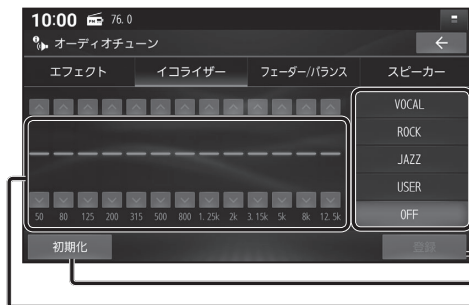 10:00 FM 76.0
オーディオチューン
エフェクト イコライザー フェーダー/バランス スピーカー
VOCAL
ROCK
JAZZ
USER
OFF
50 80 125 200 315 500 800 1.25k 2k 3.15k 5k 8k 12.5k
初期化 登録